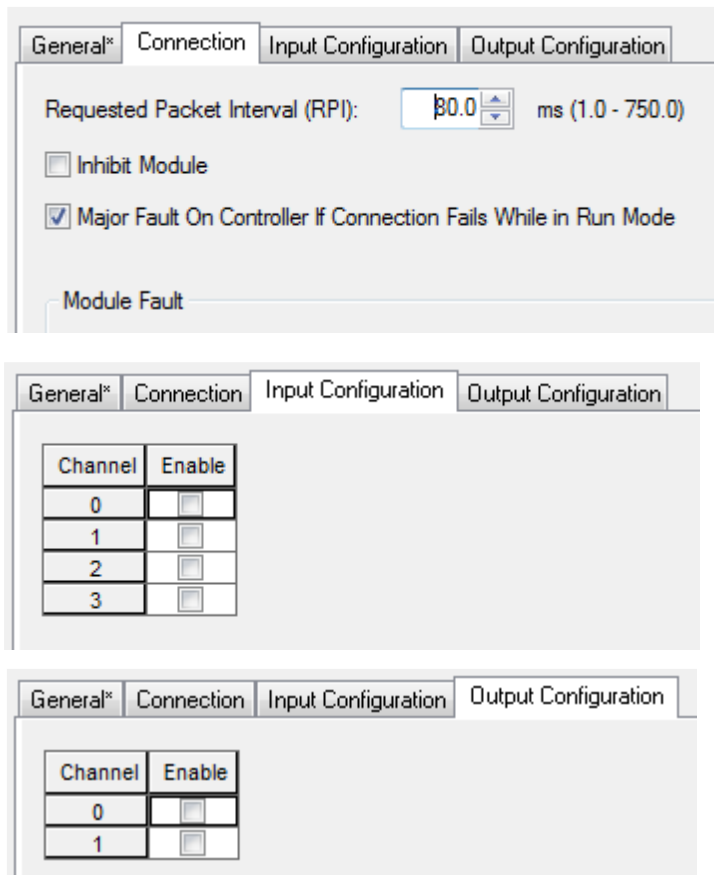 General* Connection Input Configuration Output Configuration
Requested Packet Interval (RPI): 80.0 ms (1.0 - 750.0)
Inhibit Module
Major Fault On Controller If Connection Fails While in Run Mode
Module Fault
General* Connection Input Configuration Output Configuration
Channel Enable
0
1
2
3
General* Connection Input Configuration Output Configuration
Channel Enable
0
1